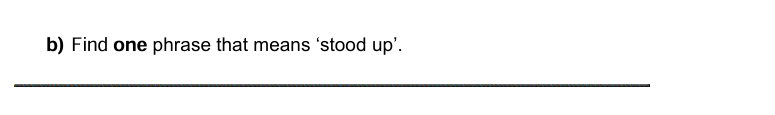 b) Find one phrase that means ‘stood up’.